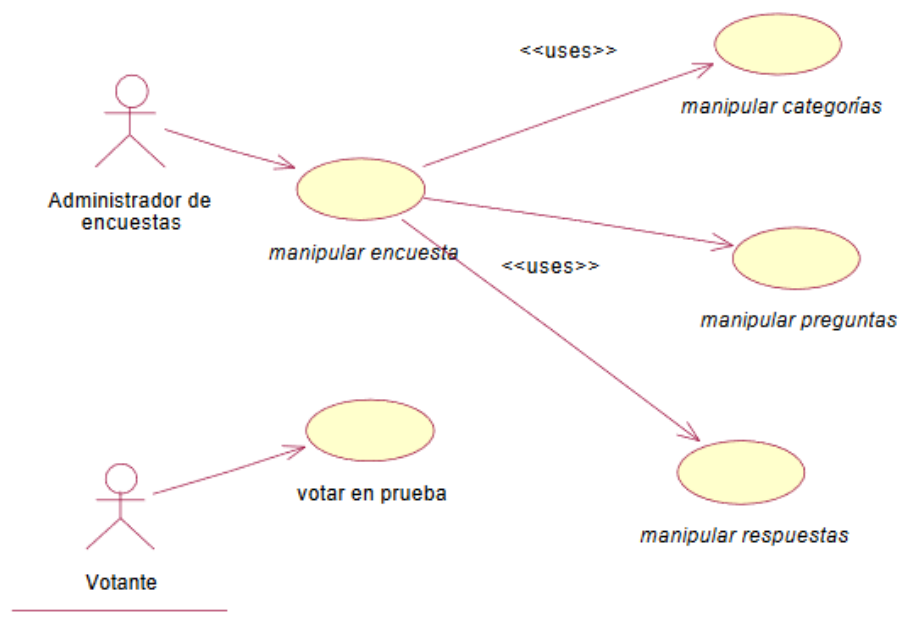 <<uses>>
manipular categorías
Administrador de
encuestas
manipular encuesta
<<uses>>
manipular preguntas
votar en prueba
manipular respuestas
Votante